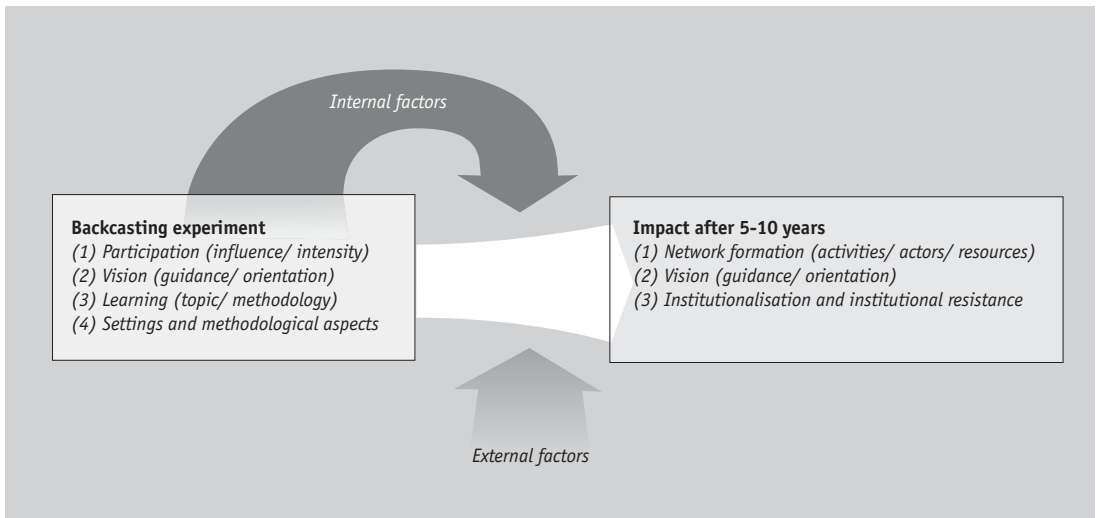 Internal factors
Backcasting experiment
(1) Participation (influence/ intensity)
(2) Vision (guidance/ orientation)
(3) Learning (topic/ methodology)
(4) Settings and methodological aspects
Impact after 5-10 years
(1) Network formation (activities/ actors/ resources)
(2) Vision (guidance/ orientation)
(3) Institutionalisation and institutional resistance
External factors